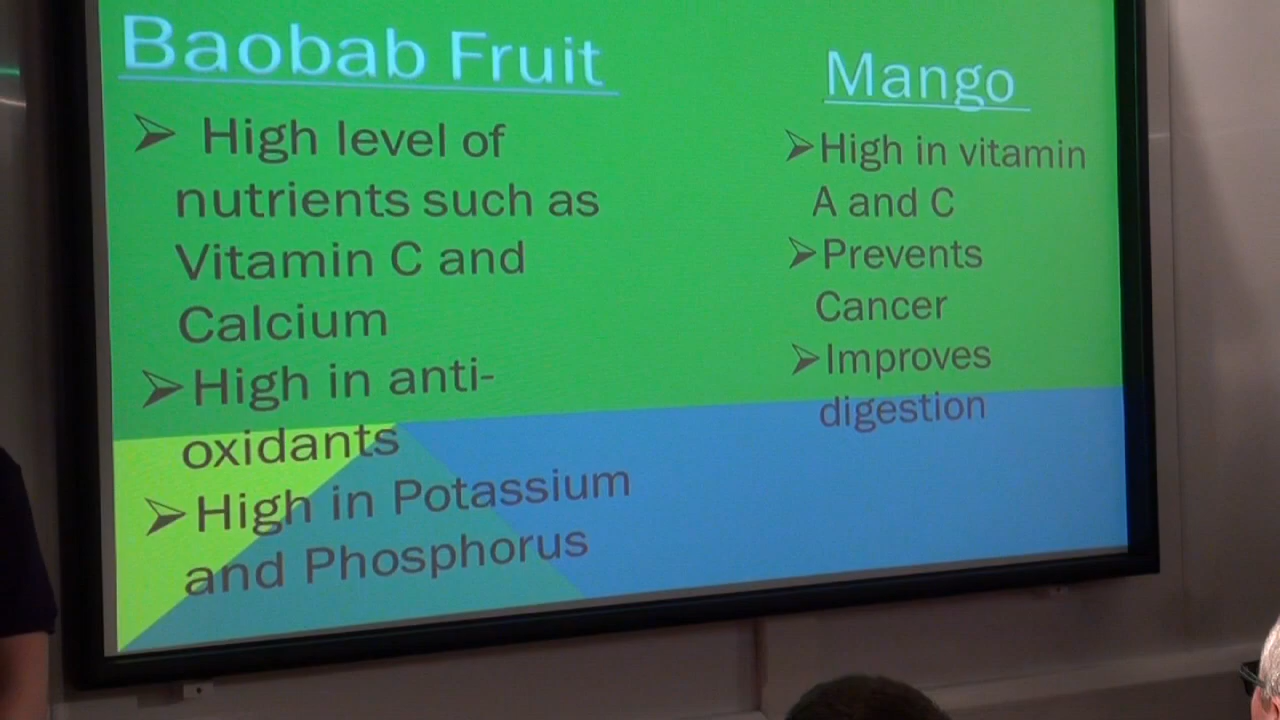 Baobab Fruit
➢ High level of
nutrients such as
Vitamin C and
Calcium
➢High in anti-
oxidants
➢High in Potassium
and Phosphorus
Mango
➢High in vitamin
A and C
➢Prevents
Cancer
➢Improves
digestion